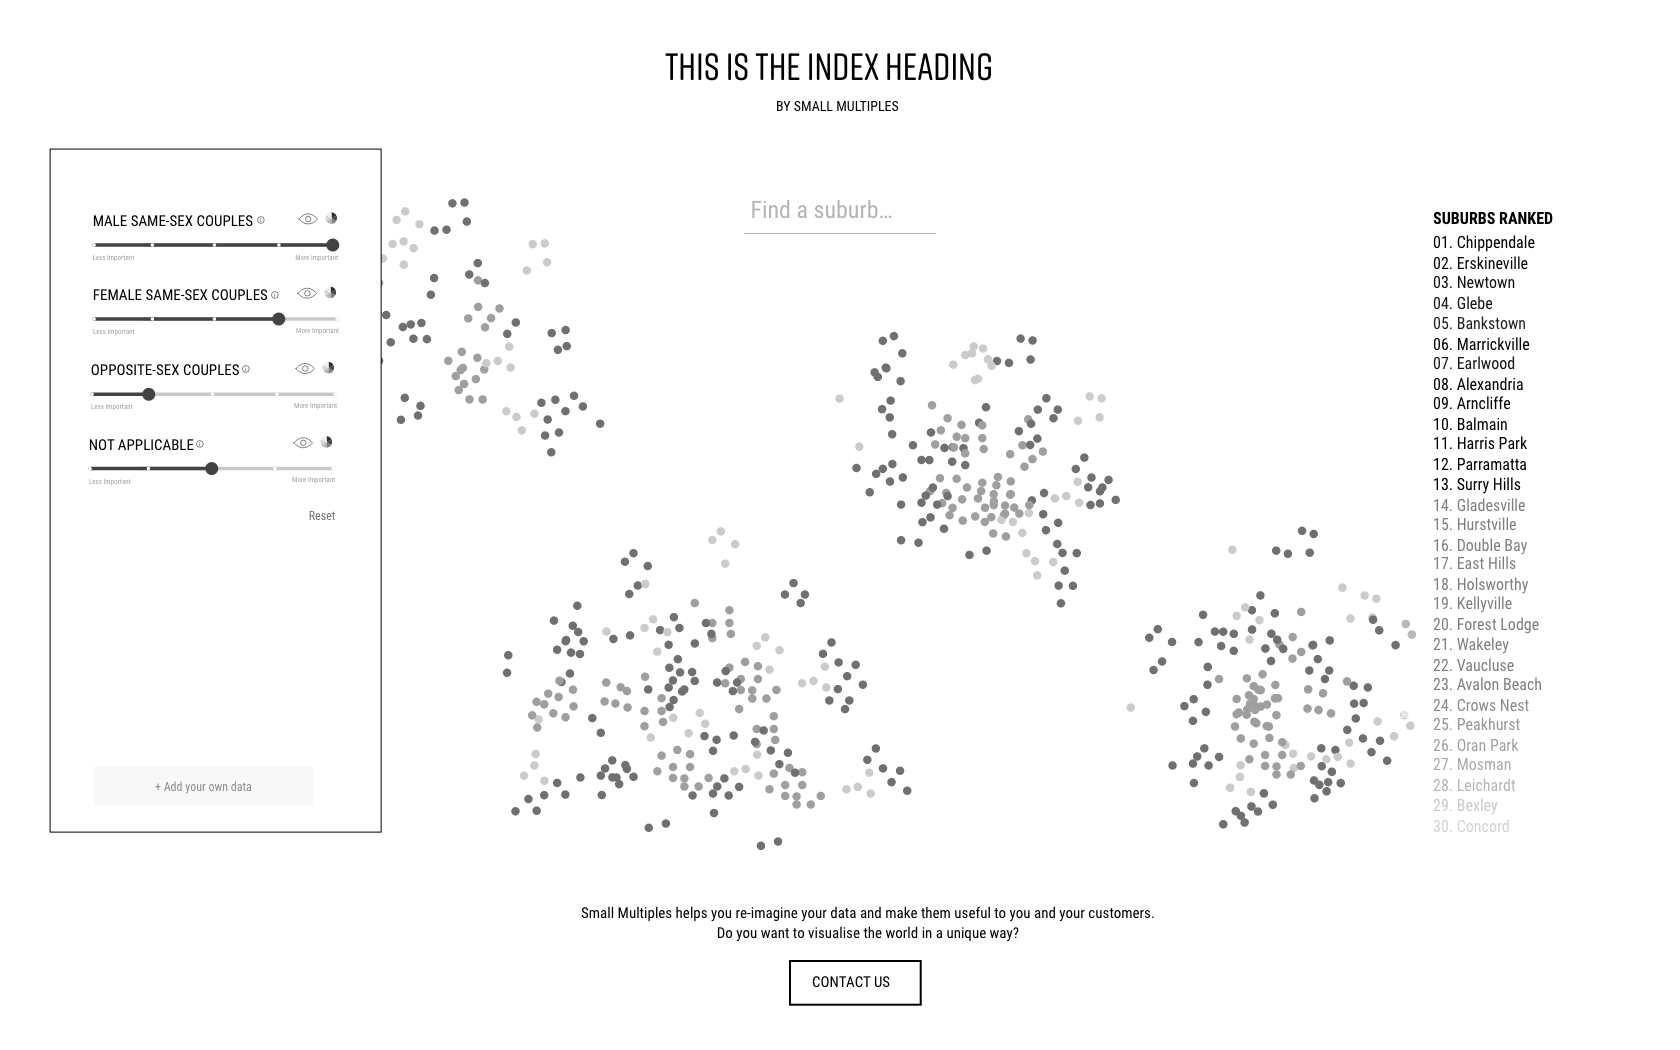 THIS IS THE INDEX HEADING
BY SMALL MULTIPLES
MALE SAME-SEX COUPLES
Less Important
More Important
FEMALE SAME-SEX COUPLES
Less Important
More Important
OPPOSITE-SEX COUPLES
Less Important
More Important
NOT APPLICABLE
Less Important
More Important
Reset
+ Add your own data
Find a suburb...
SUBURBS RANKED
01. Chippendale
02. Erskineville
03. Newtown
04. Glebe
05. Bankstown
06. Marrickville
07. Earlwood
08. Alexandria
09. Arncliffe
10. Balmain
11. Harris Park
12. Parramatta
13. Surry Hills
14. Gladesville
15. Hurstville
16. Double Bay
17. East Hills
18. Holsworthy
19. Kellyville
20. Forest Lodge
21. Wakeley
22. Vaucluse
23. Avalon Beach
24. Crows Nest
25. Peakhurst
26. Oran Park
27. Mosman
28. Leichardt
29. Bexley
30. Concord
Small Multiples helps you re-imagine your data and make them useful to you and your customers.
Do you want to visualise the world in a unique way?
CONTACT US